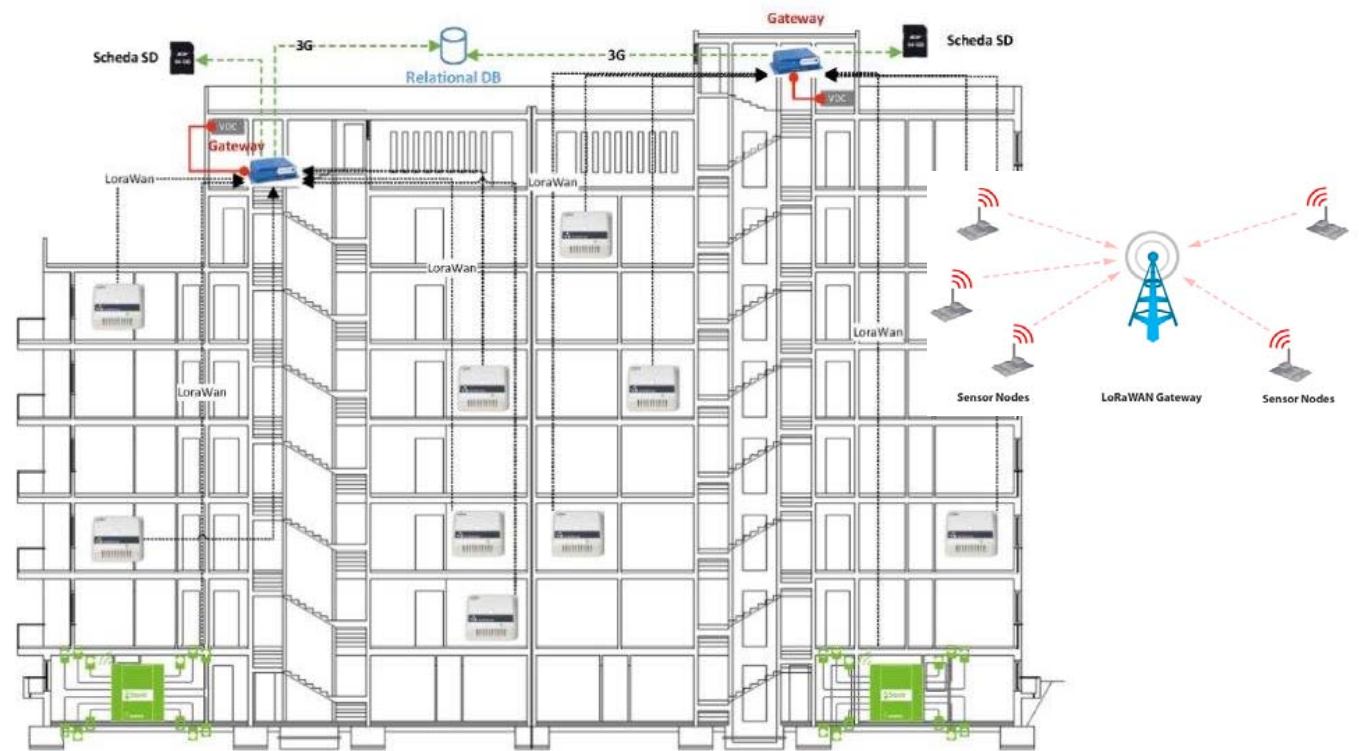 Gateway
Scheda SD
3G
Relational DB
3G
Scheda SD
VDC
VDC
Gateway
LoraWan
LoraWan
LoraWan
LoraWan
LoraWan
Sensor Nodes
LoRaWAN Gateway
Sensor Nodes